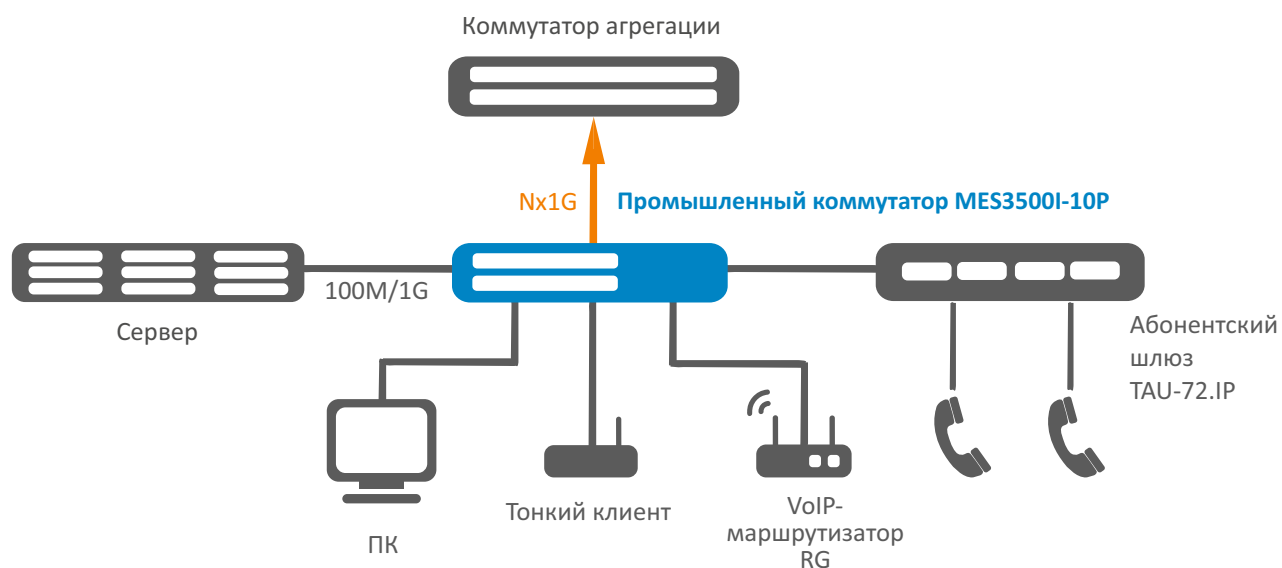 Коммутатор агрегации
Nx1G
Промышленный коммутатор MES3500I-10P
100M/1G
Сервер
Абонентский
шлюз
TAU-72.IP
ПК
Тонкий клиент
VoIP-
маршрутизатор
RG